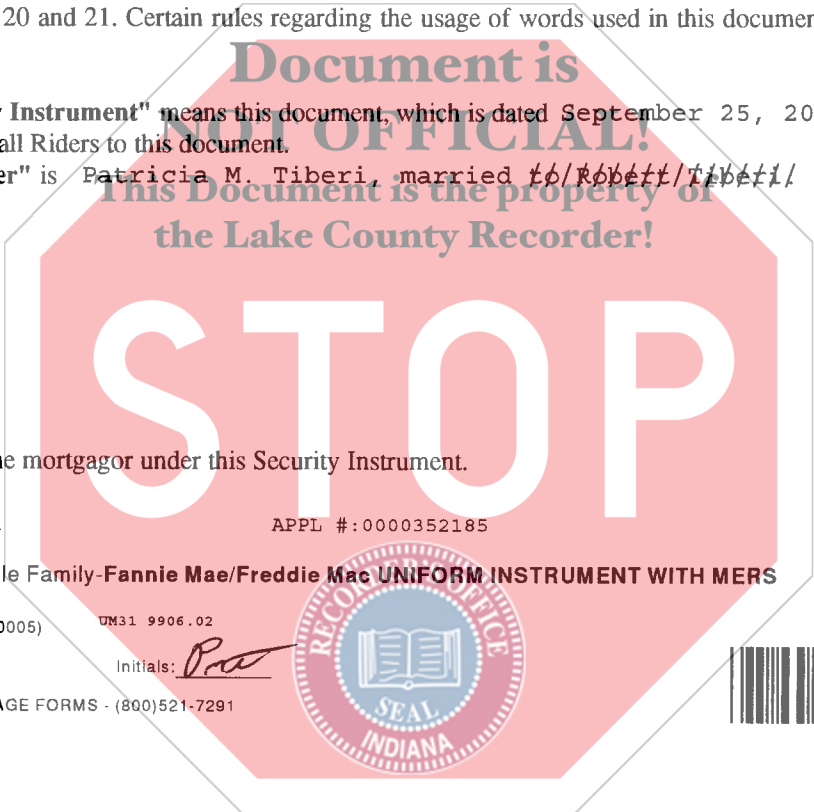 20 and 21. Certain rules regarding the usage of words used in this documen
Document is
Instrument" means this document, which is dated September 25, 20
NOT OFFICIAL!
all Riders to this document.
er" is Patricia M. Tiberi, married to/Robert/Tiberi/
This Document is the property of
the Lake County Recorder!
STOP
e mortgagor under this Security Instrument.
APPL #:0000352185
le Family-Fannie Mae/Freddie Mac UNIFORM INSTRUMENT WITH MERS
0005)
UM31 9906.02
Initials:
AGE FORMS - (800)521-7291
RECORDER OFFICE
SEAL
INDIANA